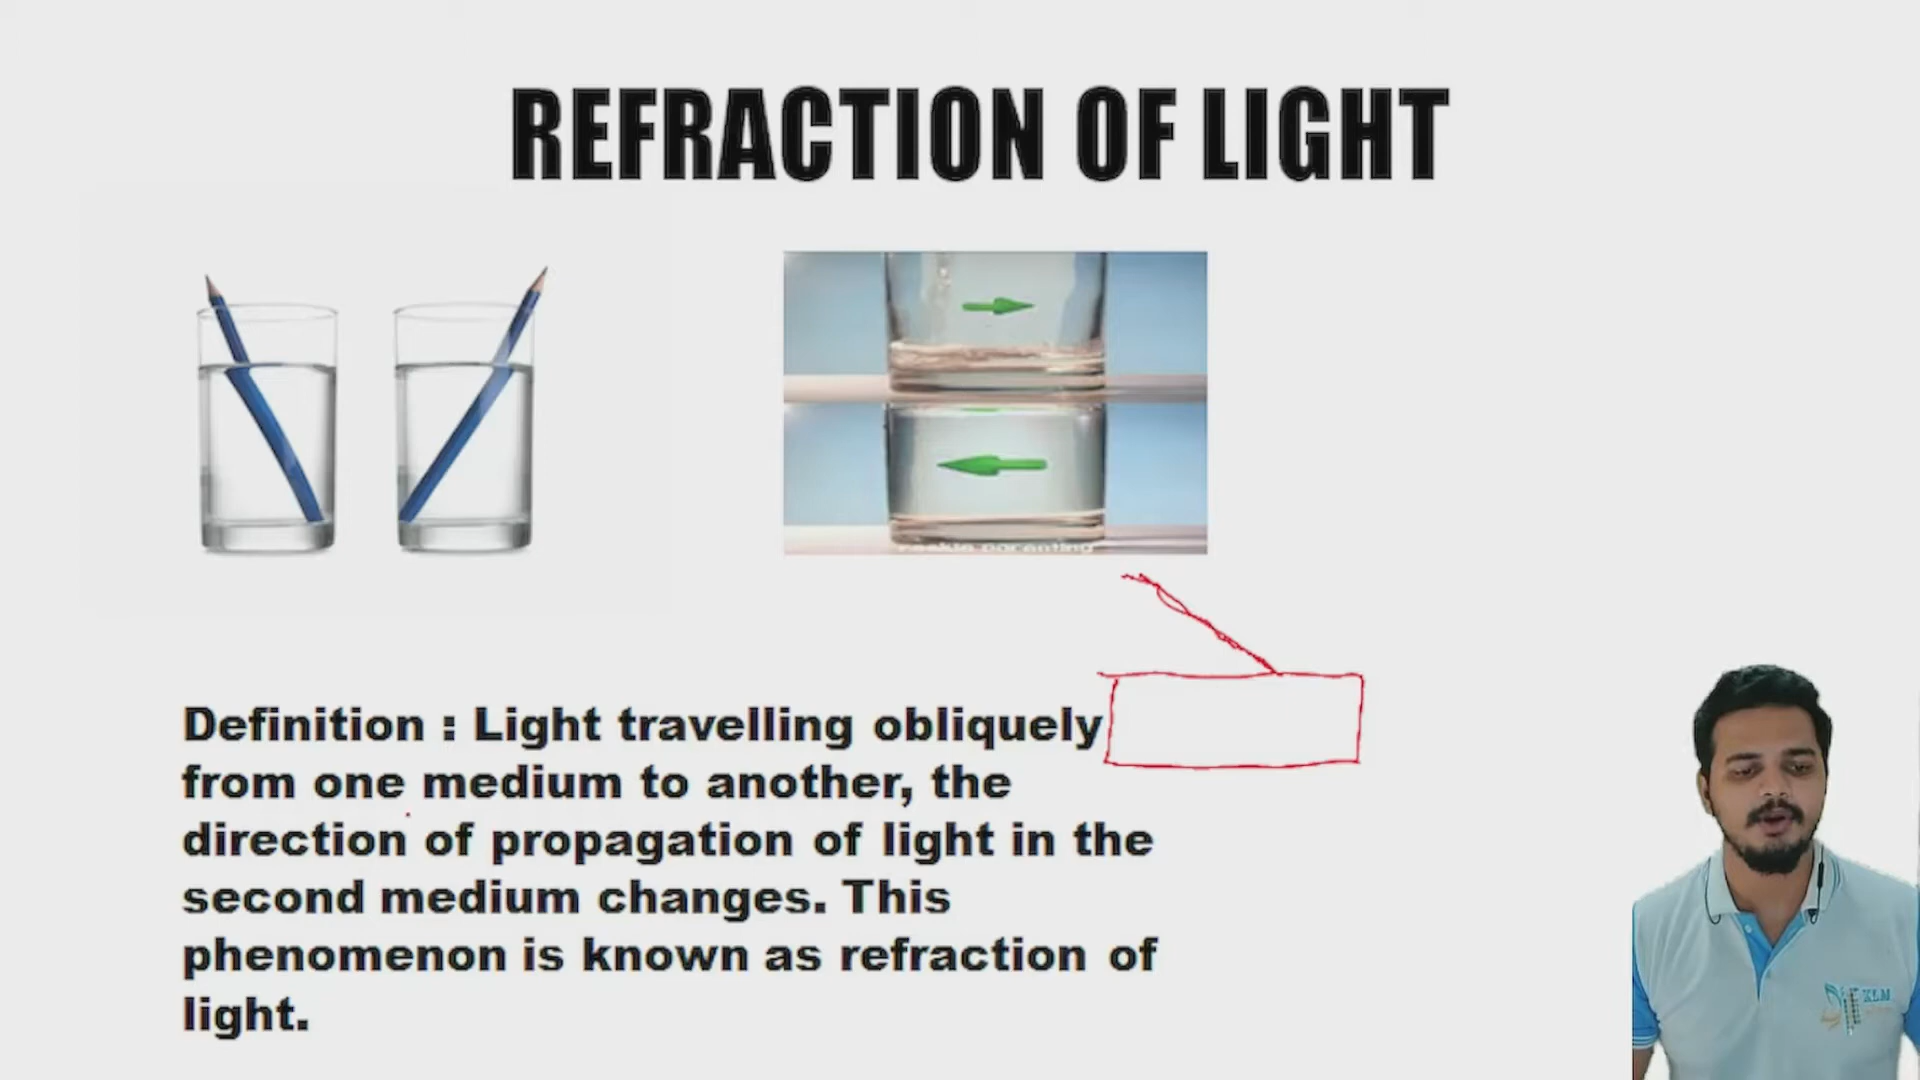 REFRACTION OF LIGHT
Definition : Light travelling obliquely
from one medium to another, the
direction of propagation of light in the
second medium changes. This
phenomenon is known as refraction of
light.
KLM